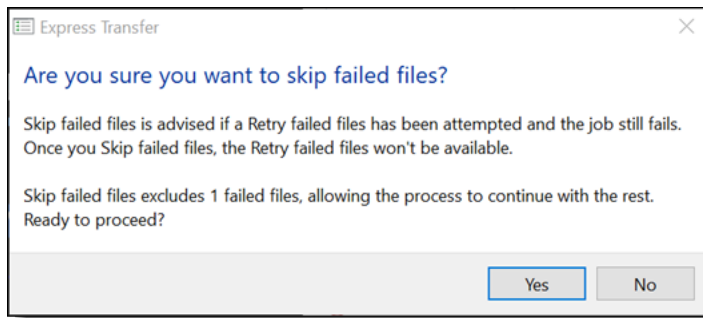 Express Transfer
Are you sure you want to skip failed files?
Skip failed files is advised if a Retry failed files has been attempted and the job still fails.
Once you Skip failed files, the Retry failed files won't be available.
Skip failed files excludes 1 failed files, allowing the process to continue with the rest.
Ready to proceed?
Yes
No